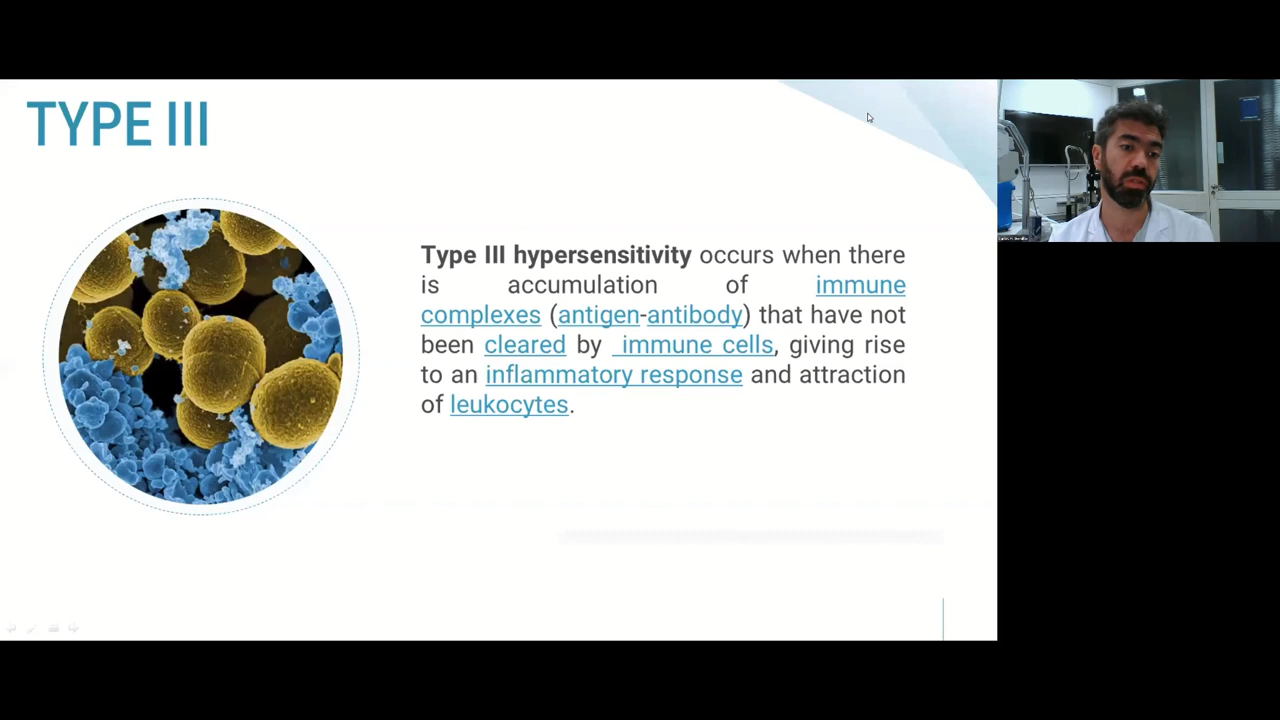 TYPE III
Type III hypersensitivity occurs when there
is accumulation of immune
complexes (antigen-antibody) that have not
been cleared by immune cells, giving rise
to an inflammatory response and attraction
of leukocytes.